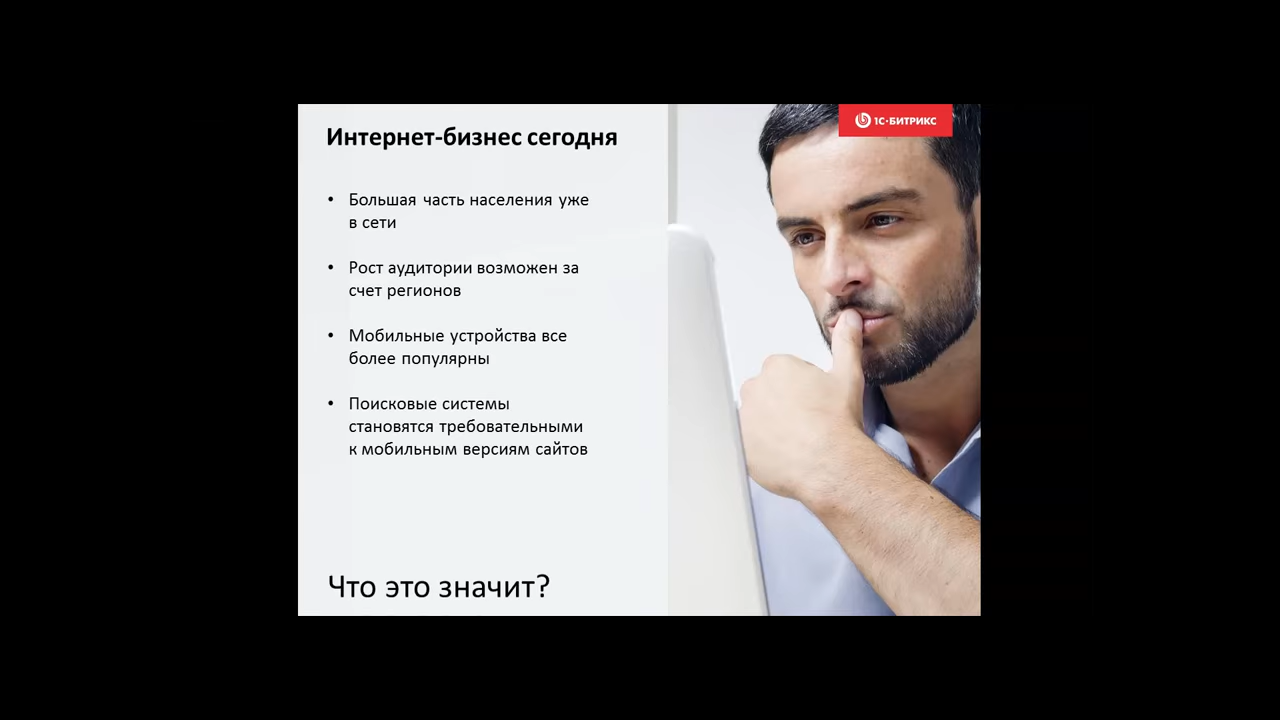 1С·БИТРИКС
Интернет-бизнес сегодня
• Большая часть населения уже
в сети
• Рост аудитории возможен за
счет регионов
• Мобильные устройства все
более популярны
• Поисковые системы
становятся требовательными
к мобильным версиям сайтов
Что это значит?